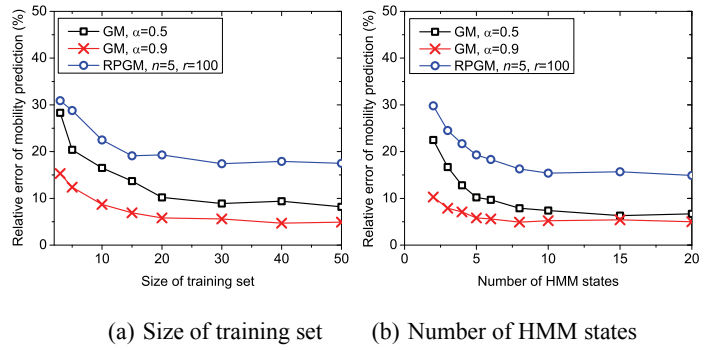 Relative error of mobility prediction (%)
50
40
30
20
10
0
GM, α=0.5
GM, α=0.9
RPGM, n=5, r=100
10 20 30 40 50
Size of training set
(a) Size of training set
Relative error of mobility prediction (%)
50
40
30
20
10
0
GM, α=0.5
GM, α=0.9
RPGM, n=5, r=100
0 5 10 15 20
Number of HMM states
(b) Number of HMM states